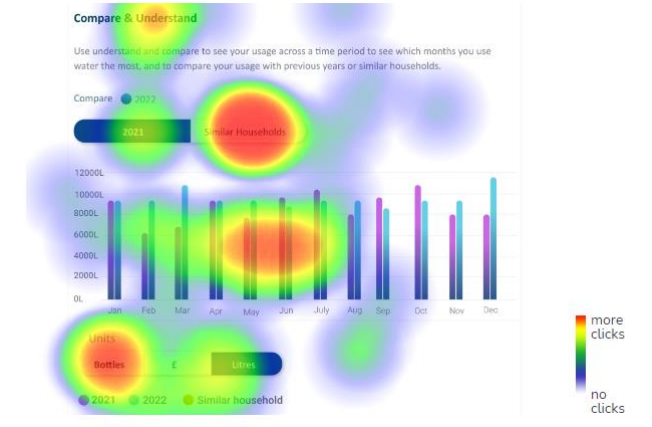 Compare & Understand
Use understand and compare to see your usage across a time period to see which months you use
water the most, and to compare your usage with previous years or similar households.
Compare 2022
2021 Similar Households
12000L
10000L
8000L
6000L
4000L
2000L
0L
Jan Feb Mar Apr May Jun July Aug Sep Oct Nov Dec
Units
Bottles £ Litres
2021 2022 Similar household
more
clicks
no
clicks